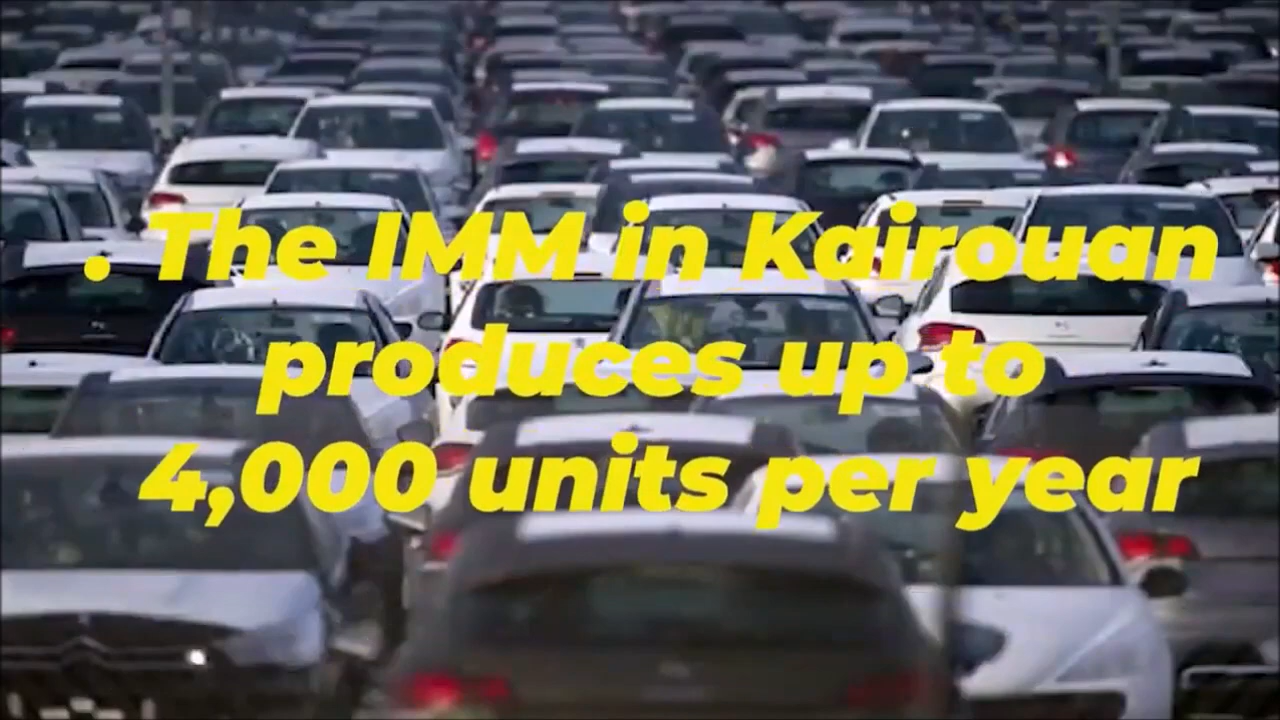 . The IMM in Kairouan
produces up to
4,000 units per year